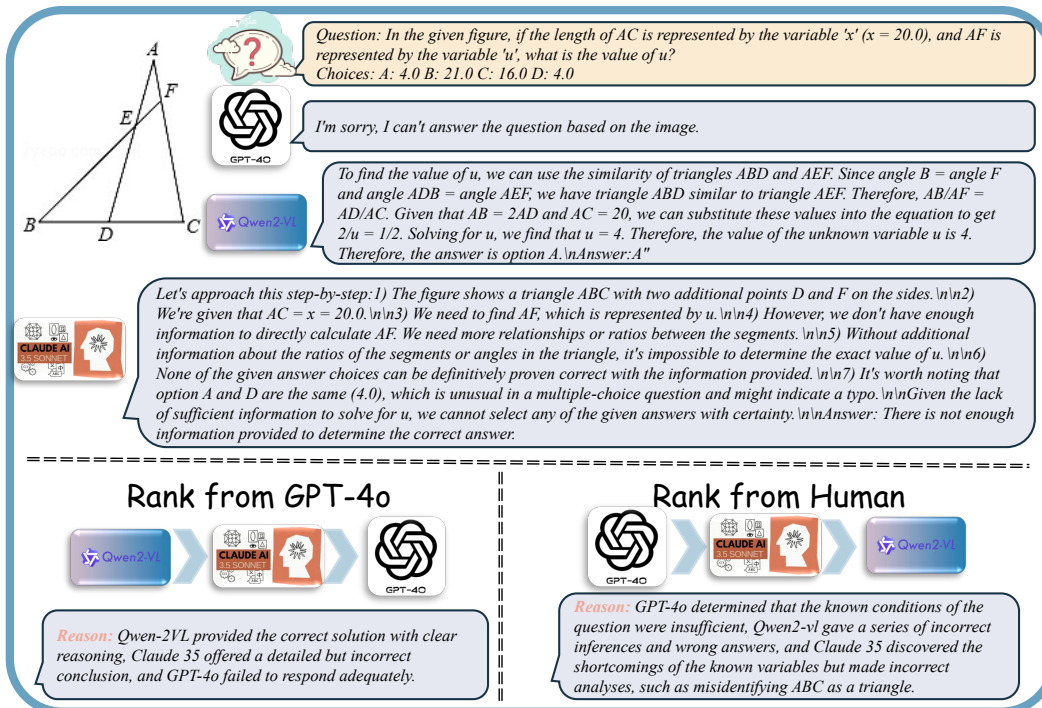 Question: In the given figure, if the length of AC is represented by the variable 'x' (x = 20.0), and AF is
represented by the variable 'u', what is the value of u?
Choices: A: 4.0 B: 21.0 C: 16.0 D: 4.0
A
F
E
B
D
C
?
GPT-4O
I'm sorry, I can't answer the question based on the image.
Qwen2-VL
To find the value of u, we can use the similarity of triangles ABD and AEF. Since angle B = angle F
and angle ADB = angle AEF, we have triangle ABD similar to triangle AEF. Therefore, AB/AF =
AD/AC. Given that AB = 2AD and AC = 20, we can substitute these values into the equation to get
2/u = 1/2. Solving for u, we find that u = 4. Therefore, the value of the unknown variable u is 4.
Therefore, the answer is option A.\nAnswer:A"
CLAUDE AI
3.5 SONNET
Let's approach this step-by-step:1) The figure shows a triangle ABC with two additional points D and F on the sides.\n\n2)
We're given that AC = x = 20.0.\n\n3) We need to find AF, which is represented by u.\n\n4) However, we don't have enough
information to directly calculate AF. We need more relationships or ratios between the segments.\n\n5) Without additional
information about the ratios of the segments or angles in the triangle, it's impossible to determine the exact value of u.\n\n6)
None of the given answer choices can be definitively proven correct with the information provided.\n\n7) It's worth noting that
option A and D are the same (4.0), which is unusual in a multiple-choice question and might indicate a typo.\n\nGiven the lack
of sufficient information to solve for u, we cannot select any of the given answers with certainty.\n\nAnswer: There is not enough
information provided to determine the correct answer.
Rank from GPT-4o
Qwen2-VL
CLAUDE AI
3.5 SONNET
GPT-4O
Reason: Qwen-2VL provided the correct solution with clear
reasoning, Claude 35 offered a detailed but incorrect
conclusion, and GPT-4o failed to respond adequately.
Rank from Human
GPT-4O
CLAUDE AI
3.5 SONNET
Qwen2-VL
Reason: GPT-4o determined that the known conditions of the
question were insufficient, Qwen2-vl gave a series of incorrect
inferences and wrong answers, and Claude 35 discovered the
shortcomings of the known variables but made incorrect
analyses, such as misidentifying ABC as a triangle.